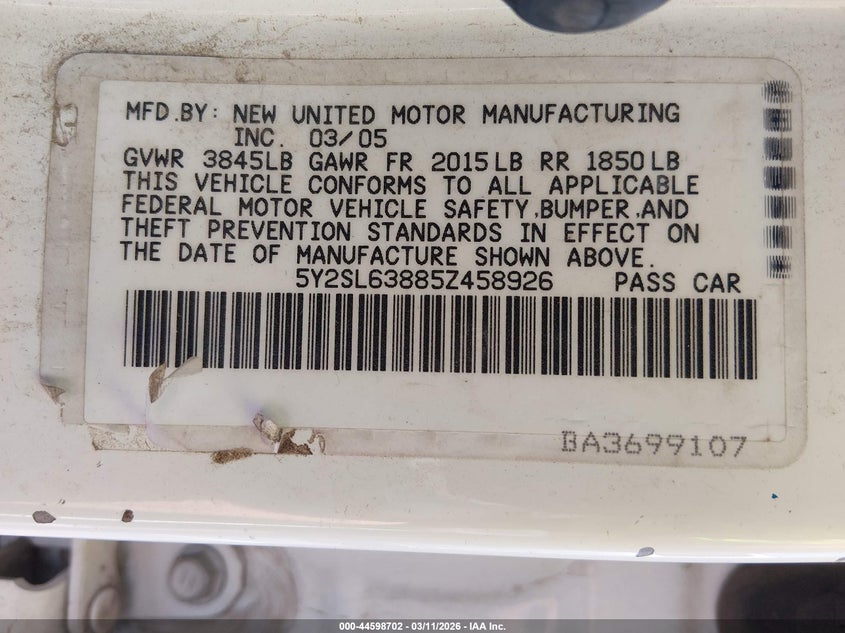 MFD.BY: NEW UNITED MOTOR MANUFACTURING
INC. 03/05
GVWR 3845LB GAWR FR 2015LB RR 1850LB
THIS VEHICLE CONFORMS TO ALL APPLICABLE
FEDERAL MOTOR VEHICLE SAFETY,BUMPER,AND
THEFT PREVENTION STANDARDS IN EFFECT ON
THE DATE OF MANUFACTURE SHOWN ABOVE.
5Y2SL63885Z458926 PASS CAR
BA3699107
000-44598702 — 03/11/2026 — IAA Inc.